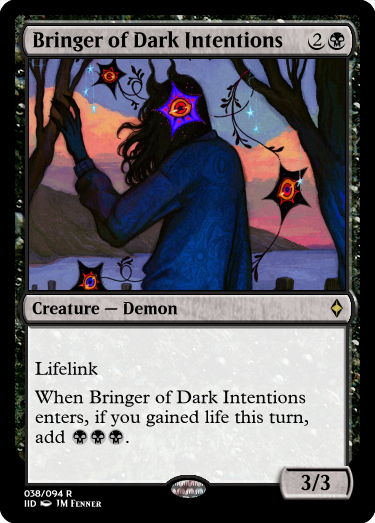 Bringer of Dark Intentions 2
Creature — Demon
Lifelink
When Bringer of Dark Intentions
enters, if you gained life this turn,
add .
3/3
038/094 R
IID JM Fenner